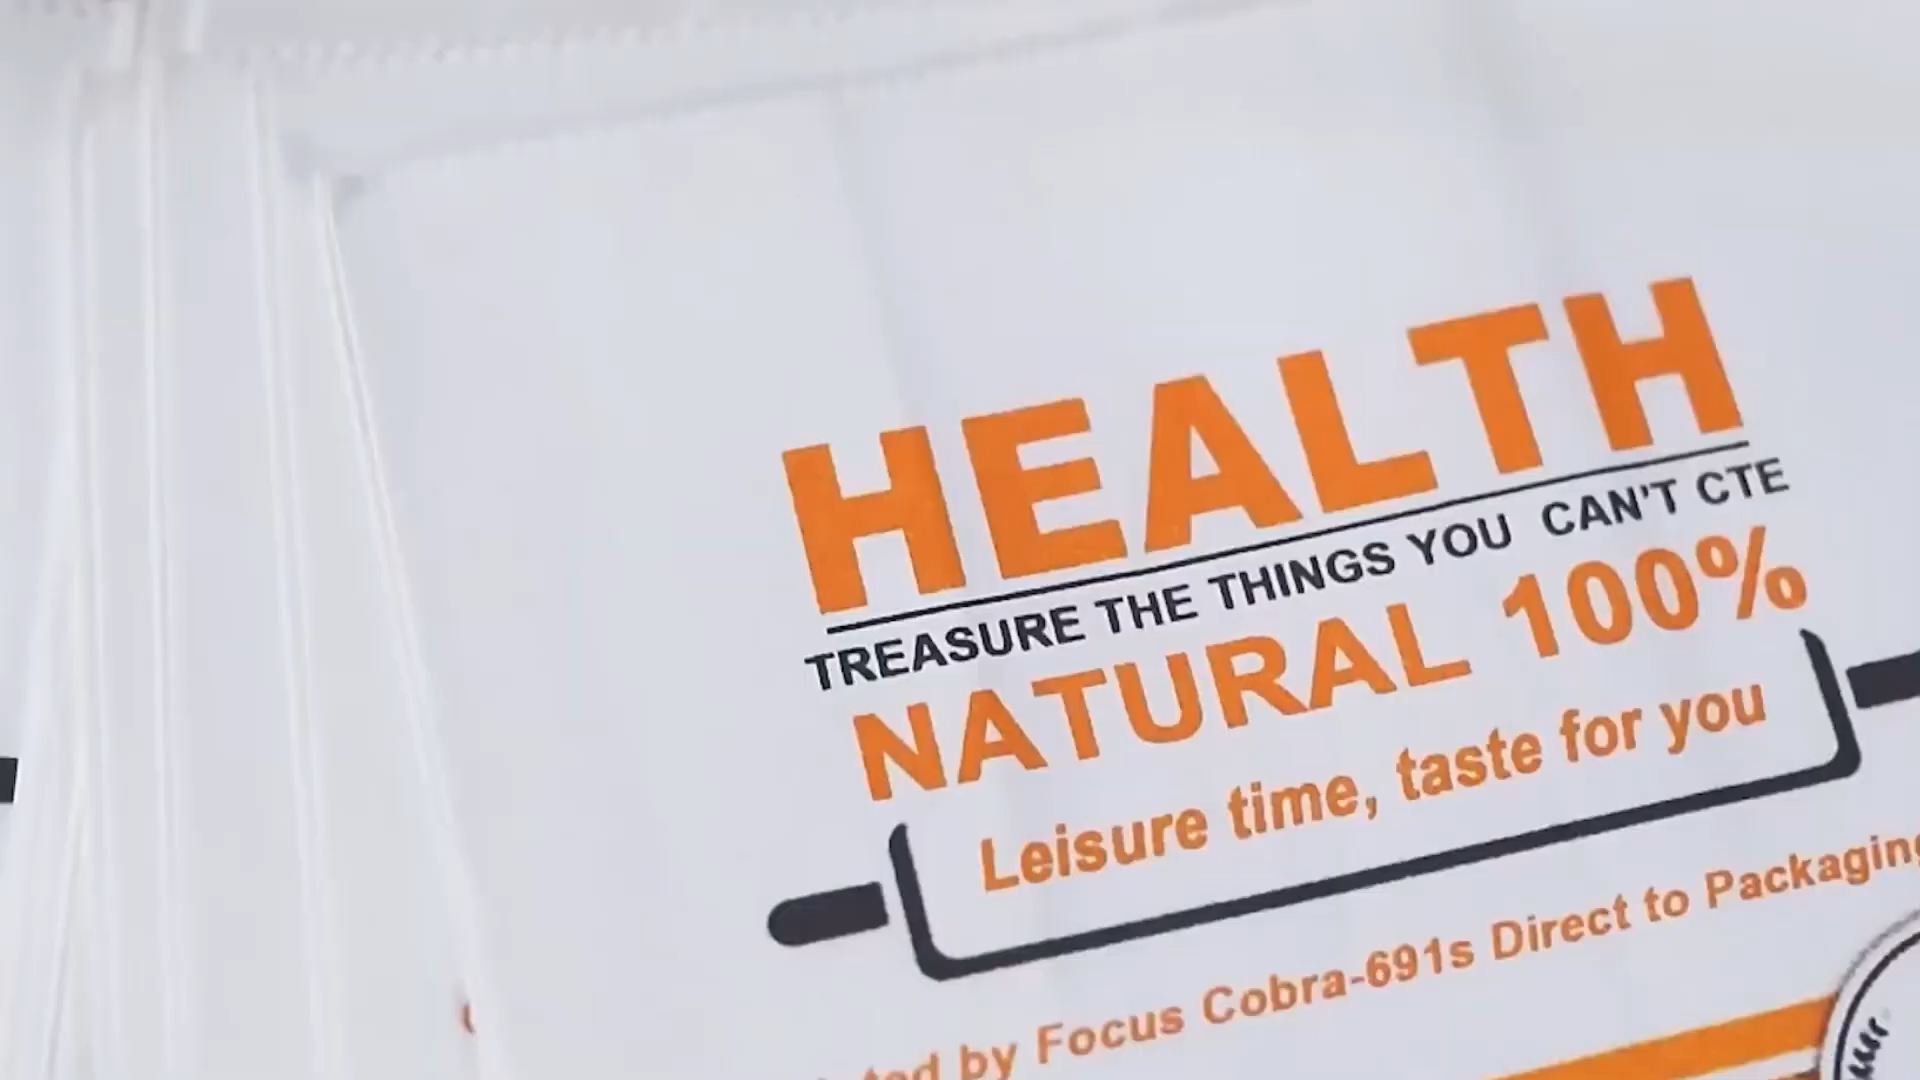 HEALTH
TREASURE THE THINGS YOU CAN'T CTE
NATURAL 100%
Leisure time, taste for you
by Focus Cobra-691s Direct to Packaging